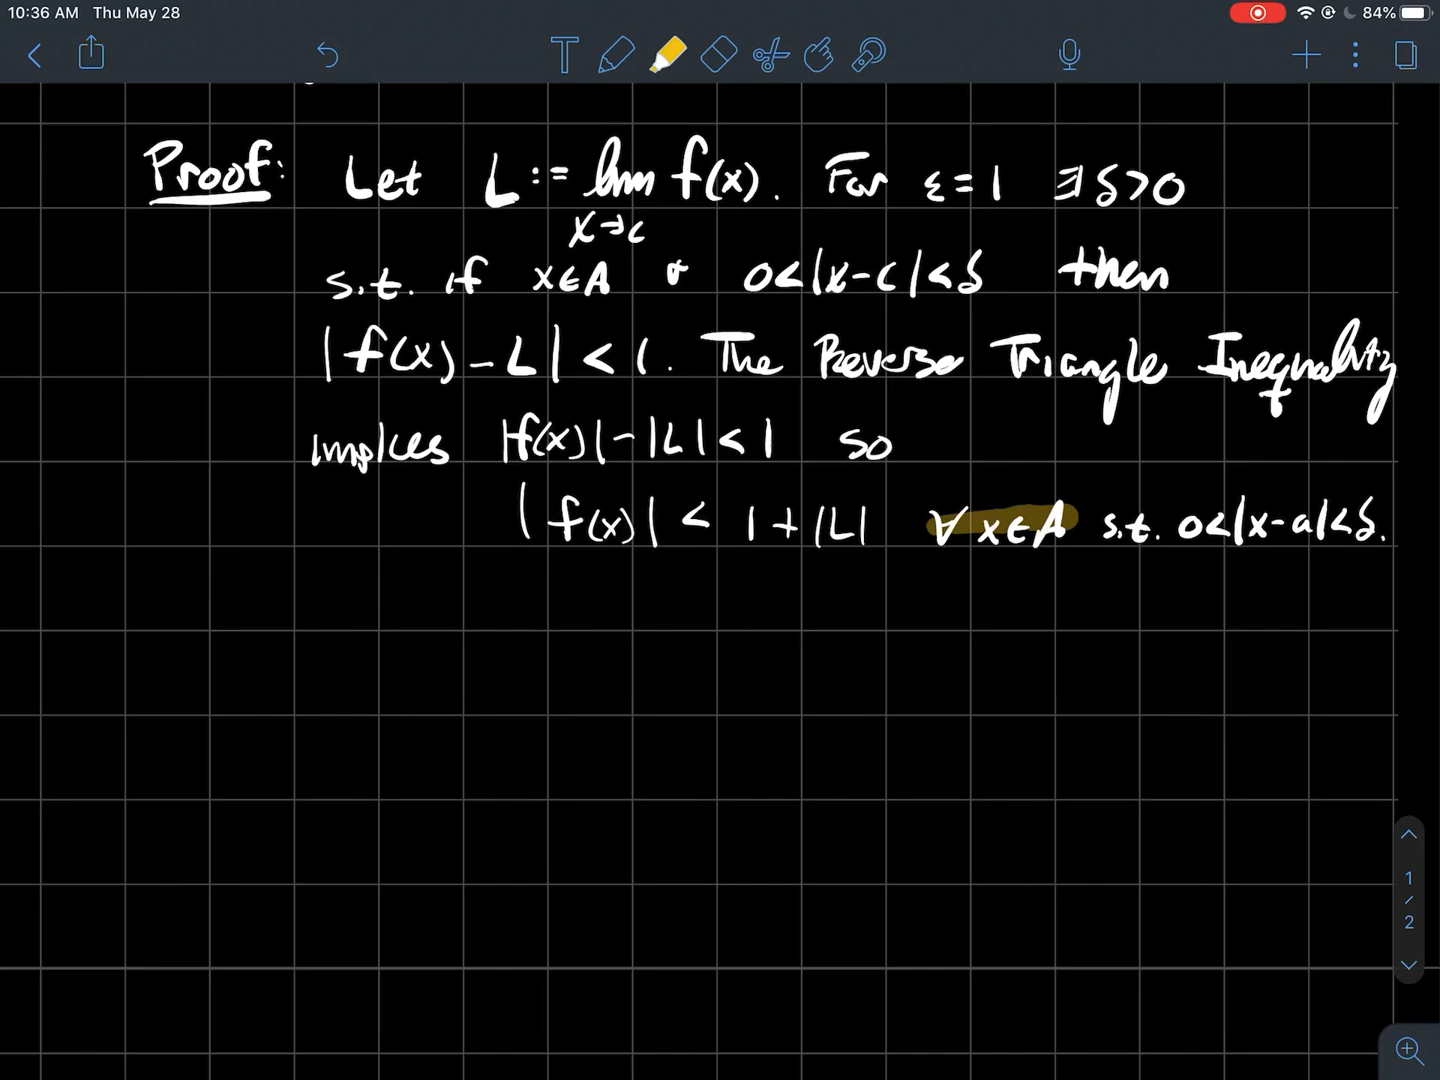 10:36 AM Thu May 28 84%
Proof: Let L := lim f(x). For ε = 1 ∃ δ > 0
x→c
s.t. if x ∈ A & 0 < |x - c| < δ then
|f(x) - L| < 1. The Reverse Triangle Inequality
implies |f(x)| - |L| < 1 so
|f(x)| < 1 + |L| ∀ x ∈ A s.t. 0 < |x - a| < δ.
1
/
2